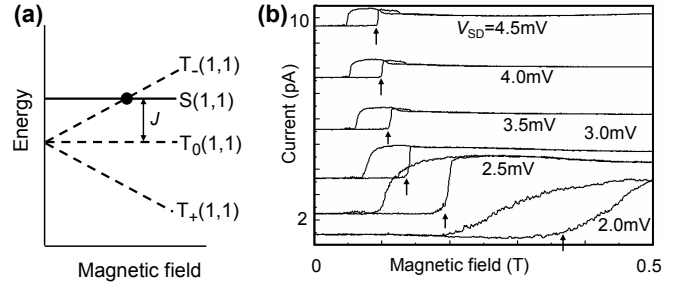 (a)
Energy
T₋(1,1)
S(1,1)
J
T₀(1,1)
T₊(1,1)
Magnetic field
(b)
Current (pA)
10
2
V_SD=4.5mV
4.0mV
3.5mV
3.0mV
2.5mV
2.0mV
0
Magnetic field (T)
0.5